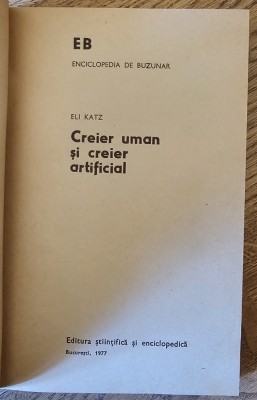 EB
ENCICLOPEDIA DE BUZUNAR
ELI KATZ
Creier uman
și creier
artificial
Editura științifică și enciclopedică
București, 1977